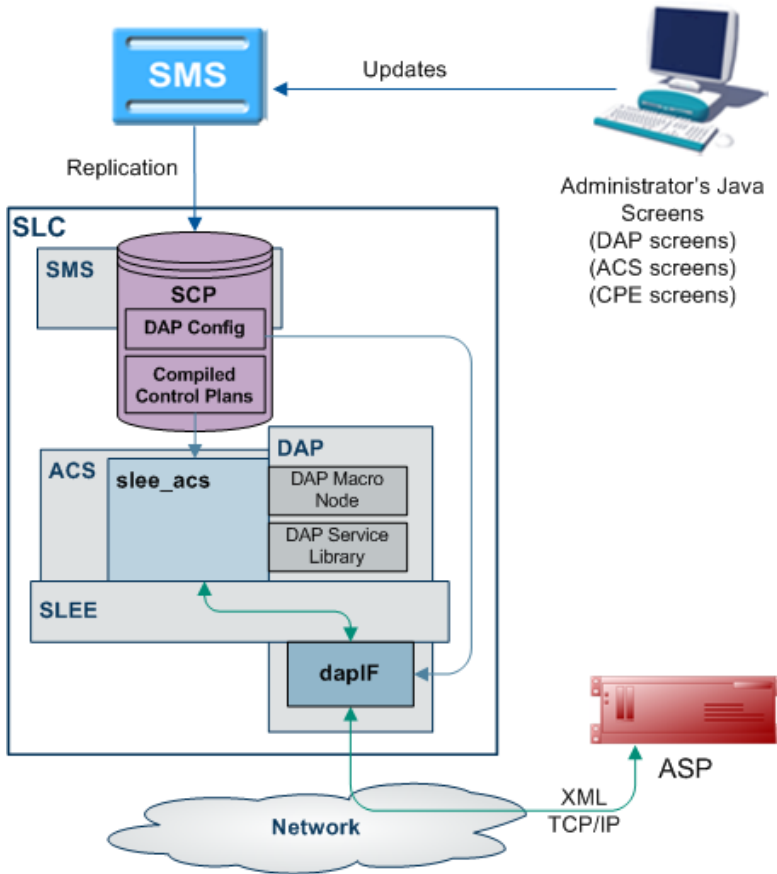 SMS
Updates
Replication
Administrator's Java
Screens
(DAP screens)
(ACS screens)
(CPE screens)
SLC
SMS
SCP
DAP Config
Compiled
Control Plans
DAP
ACS
slee_acs
DAP Macro
Node
DAP Service
Library
SLEE
dapIF
ASP
XML
TCP/IP
Network